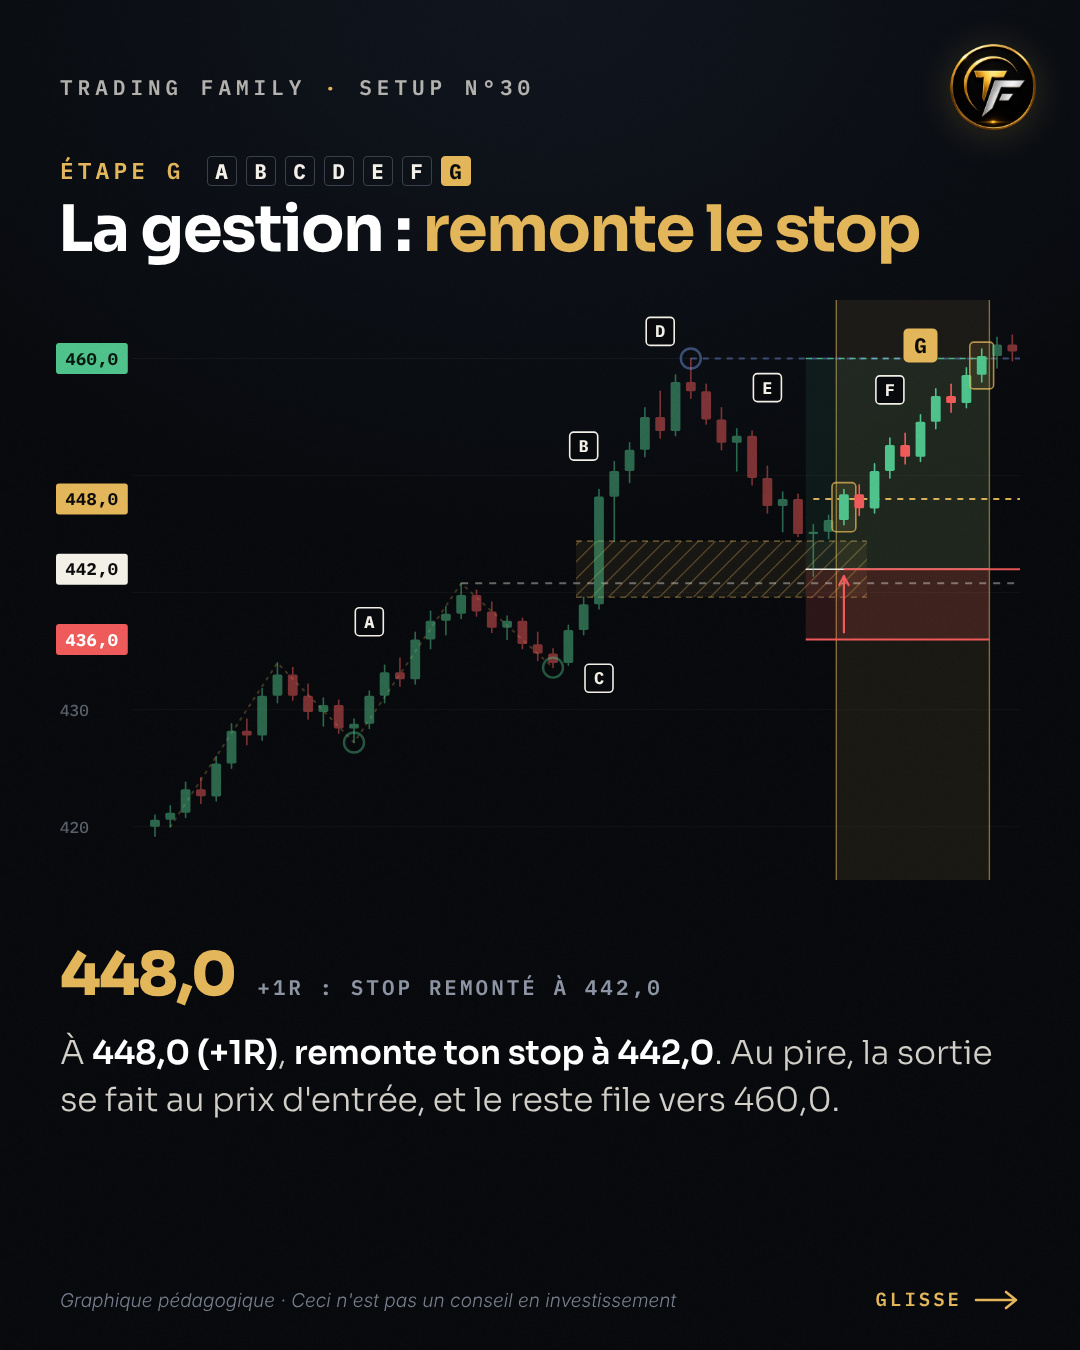 TRADING FAMILY · SETUP N°30
TF
ÉTAPE G A B C D E F G
La gestion : remonte le stop
D
460,0
G
E
F
B
448,0
442,0
A
436,0
C
430
420
448,0 +1R : STOP REMONTÉ À 442,0
À 448,0 (+1R), remonte ton stop à 442,0. Au pire, la sortie
se fait au prix d'entrée, et le reste file vers 460,0.
Graphique pédagogique · Ceci n'est pas un conseil en investissement
GLISSE →